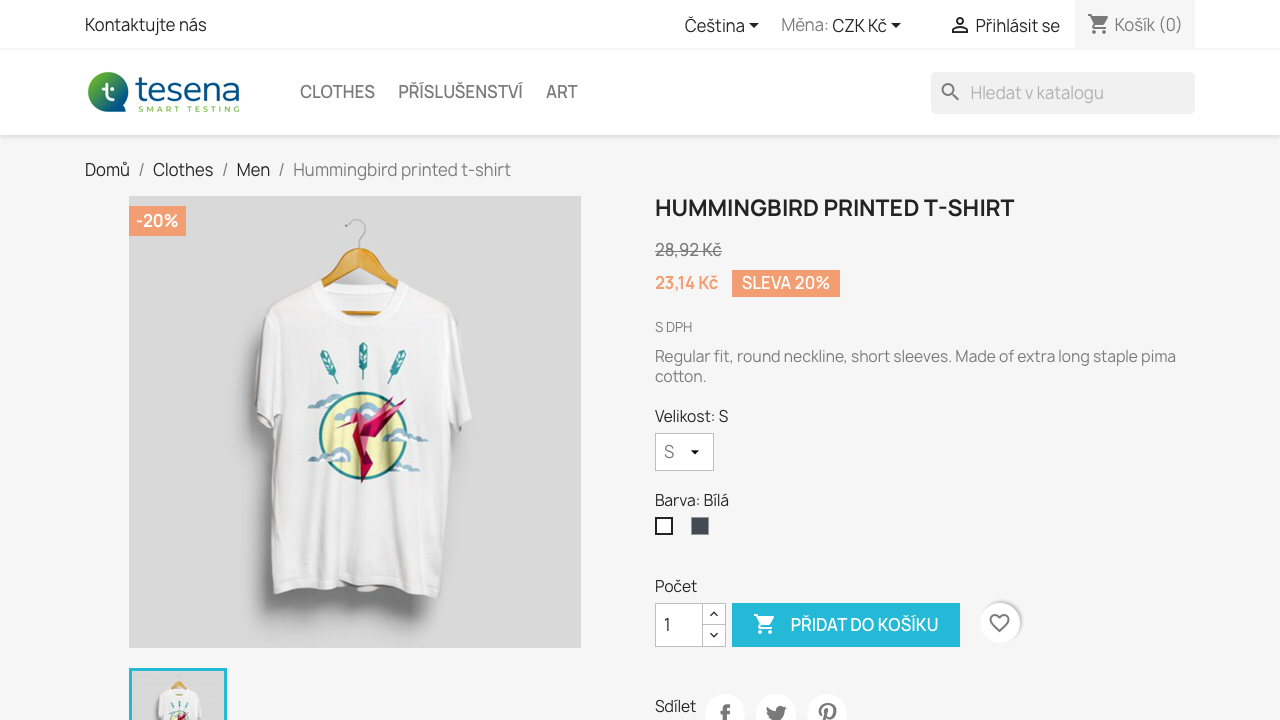 Kontaktujte nás
Čeština
Měna: CZK Kč
Přihlásit se
Košík (0)
tesena
SMART TESTING
CLOTHES
PŘÍSLUŠENSTVÍ
ART
Hledat v katalogu
Domů / Clothes / Men / Hummingbird printed t-shirt
-20%
HUMMINGBIRD PRINTED T-SHIRT
28,92 Kč
23,14 Kč
SLEVA 20%
S DPH
Regular fit, round neckline, short sleeves. Made of extra long staple pima
cotton.
Velikost: S
S
Barva: Bílá
Počet
1
PŘIDAT DO KOŠÍKU
Sdílet